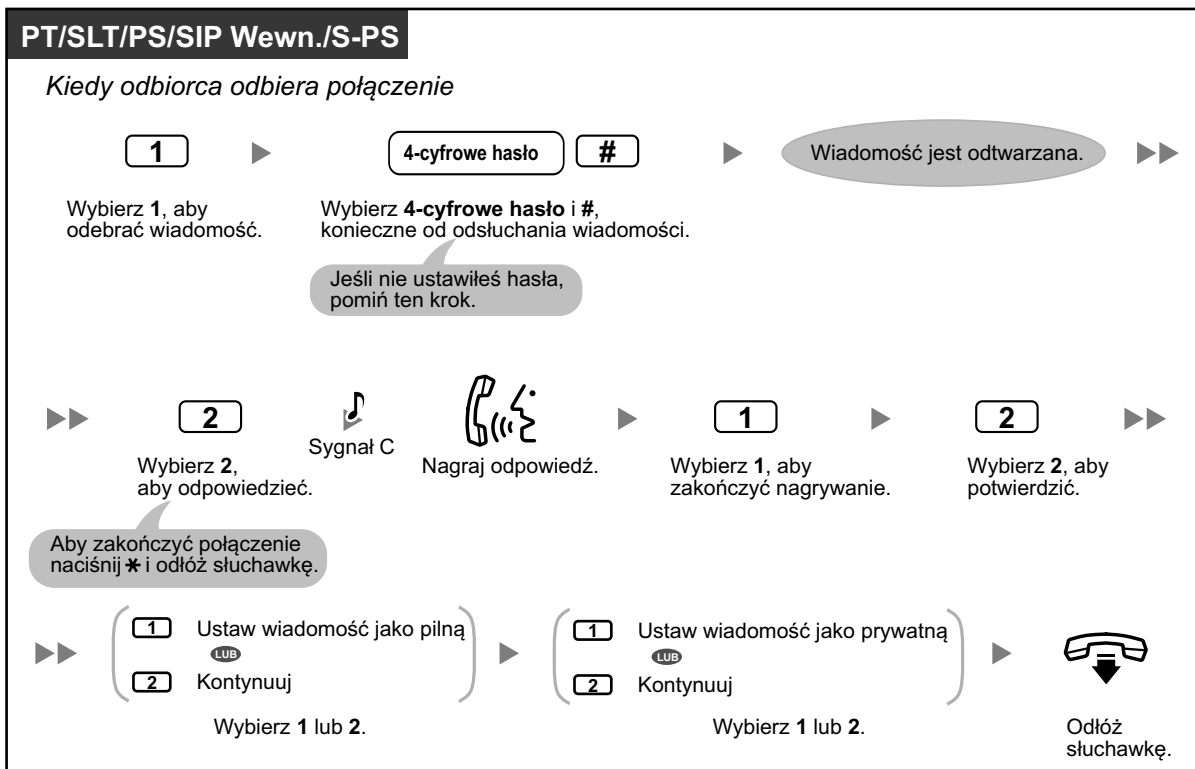 PT/SLT/PS/SIP Wewn./S-PS
Kiedy odbiorca odbiera połączenie
1
4-cyfrowe hasło
#
Wiadomość jest odtwarzana.
Wybierz 1, aby
odebrać wiadomość.
Wybierz 4-cyfrowe hasło i #,
konieczne od odsłuchania wiadomości.
Jeśli nie ustawiłeś hasła,
pomiń ten krok.
2
Wybierz 2,
aby odpowiedzieć.
Aby zakończyć połączenie
naciśnij * i odłóż słuchawkę.
Sygnał C
Nagraj odpowiedź.
1
Wybierz 1, aby
zakończyć nagrywanie.
2
Wybierz 2, aby
potwierdzić.
1 Ustaw wiadomość jako pilną
LUB
2 Kontynuuj
Wybierz 1 lub 2.
1 Ustaw wiadomość jako prywatną
LUB
2 Kontynuuj
Wybierz 1 lub 2.
Odłóż
słuchawkę.